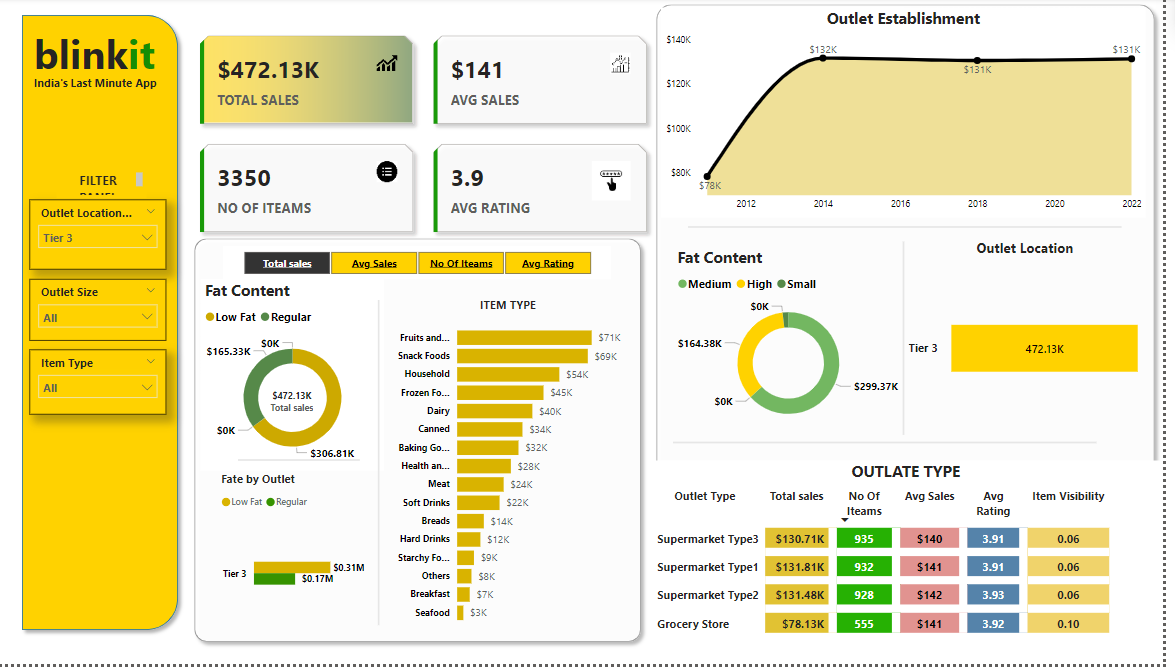 blinkit
India's Last Minute App
FILTER
Outlet Location...
Tier 3
Outlet Size
All
Item Type
All
$472.13K
TOTAL SALES
$141
AVG SALES
3350
NO OF ITEAMS
3.9
AVG RATING
Total sales
Avg Sales
No Of Iteams
Avg Rating
Fat Content
Low Fat
Regular
$0K
$165.33K
$472.13K
Total sales
$0K
$306.81K
Fate by Outlet
Low Fat
Regular
Tier 3
$0.31M
$0.17M
ITEM TYPE
Fruits and... $71K
Snack Foods $69K
Household $54K
Frozen Fo... $45K
Dairy $40K
Canned $34K
Baking Go... $32K
Health an... $28K
Meat $24K
Soft Drinks $22K
Breads $14K
Hard Drinks $12K
Starchy Fo... $9K
Others $8K
Breakfast $7K
Seafood $3K
Outlet Establishment
$140K
$120K
$100K
$80K
$78K
$132K
$131K
$131K
2012 2014 2016 2018 2020 2022
Fat Content
Medium High Small
$0K
$164.38K
$299.37K
$0K
Outlet Location
Tier 3
472.13K
OUTLATE TYPE
Outlet Type Total sales No Of Iteams Avg Sales Avg Rating Item Visibility
Supermarket Type3 $130.71K 935 $140 3.91 0.06
Supermarket Type1 $131.81K 932 $141 3.91 0.06
Supermarket Type2 $131.48K 928 $142 3.93 0.06
Grocery Store $78.13K 555 $141 3.92 0.10